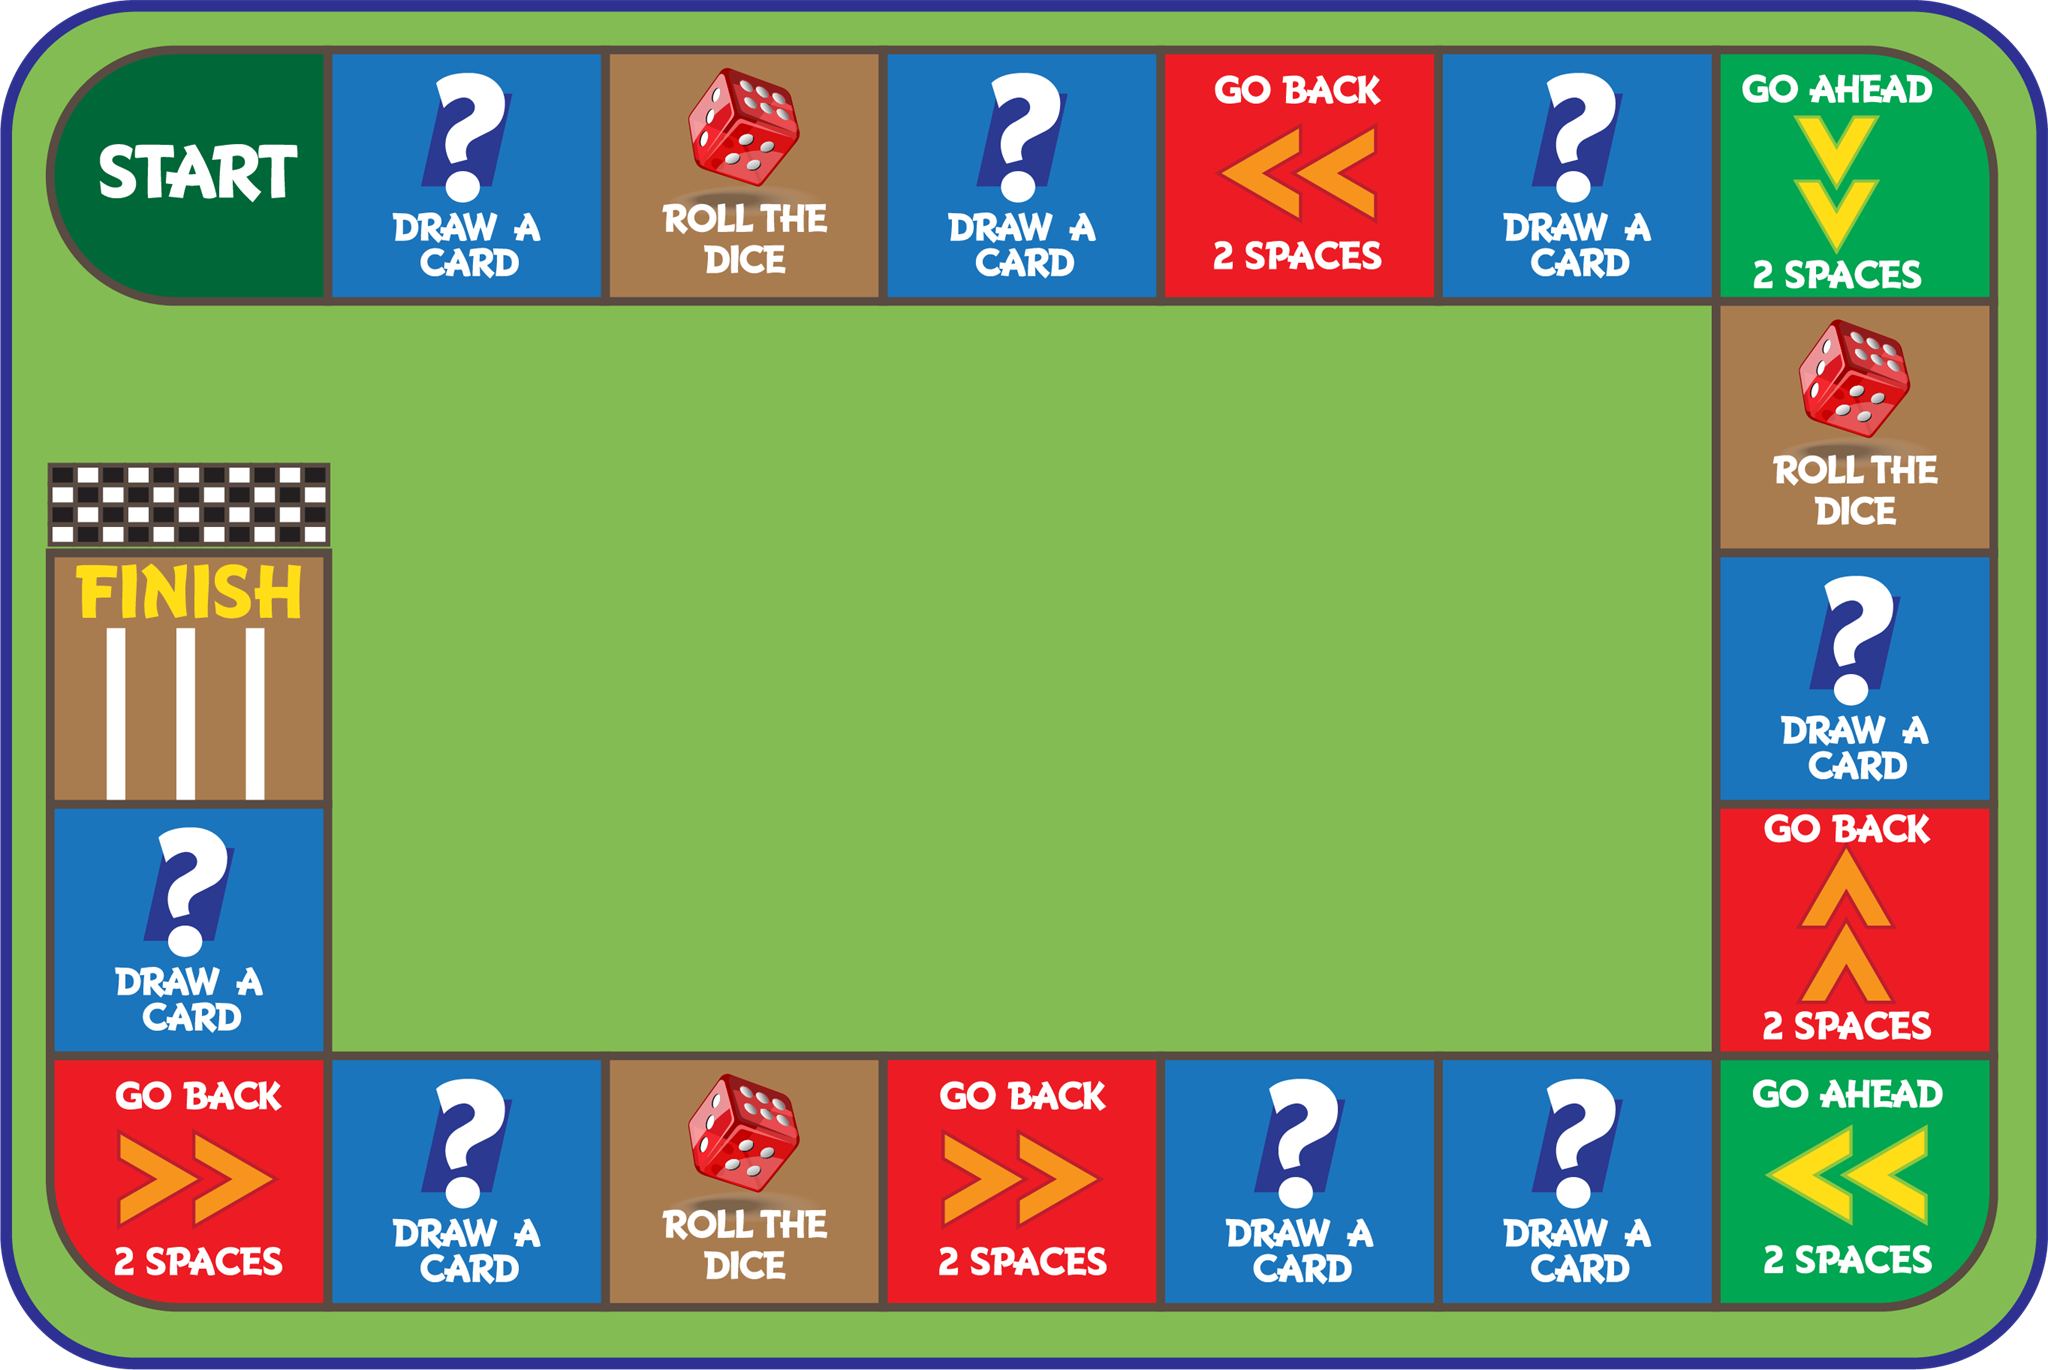 START
?
DRAW A
CARD
ROLL THE
DICE
?
DRAW A
CARD
GO BACK
2 SPACES
?
DRAW A
CARD
GO AHEAD
2 SPACES
ROLL THE
DICE
?
DRAW A
CARD
GO BACK
2 SPACES
GO AHEAD
2 SPACES
?
DRAW A
CARD
?
DRAW A
CARD
GO BACK
2 SPACES
ROLL THE
DICE
?
DRAW A
CARD
GO BACK
2 SPACES
?
DRAW A
CARD
FINISH